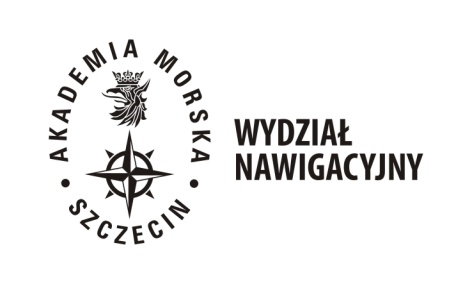 AKADEMIA MORSKA
• SZCZECIN •
WYDZIAŁ
NAWIGACYJNY